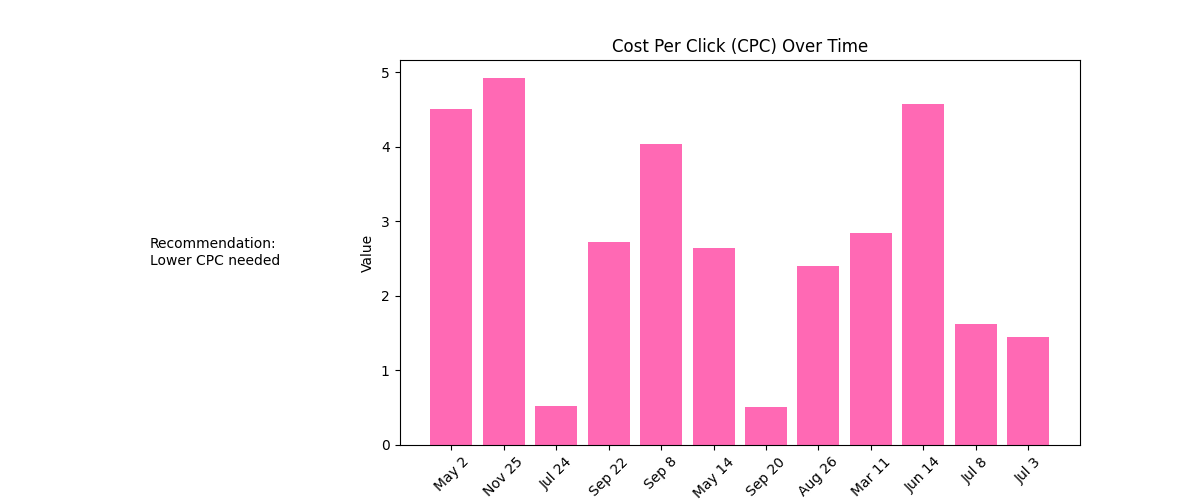 Cost Per Click (CPC) Over Time
Recommendation:
Lower CPC needed
Value
5
4
3
2
1
0
May 2
Nov 25
Jul 24
Sep 22
Sep 8
May 14
Sep 20
Aug 26
Mar 11
Jun 14
Jul 8
Jul 3